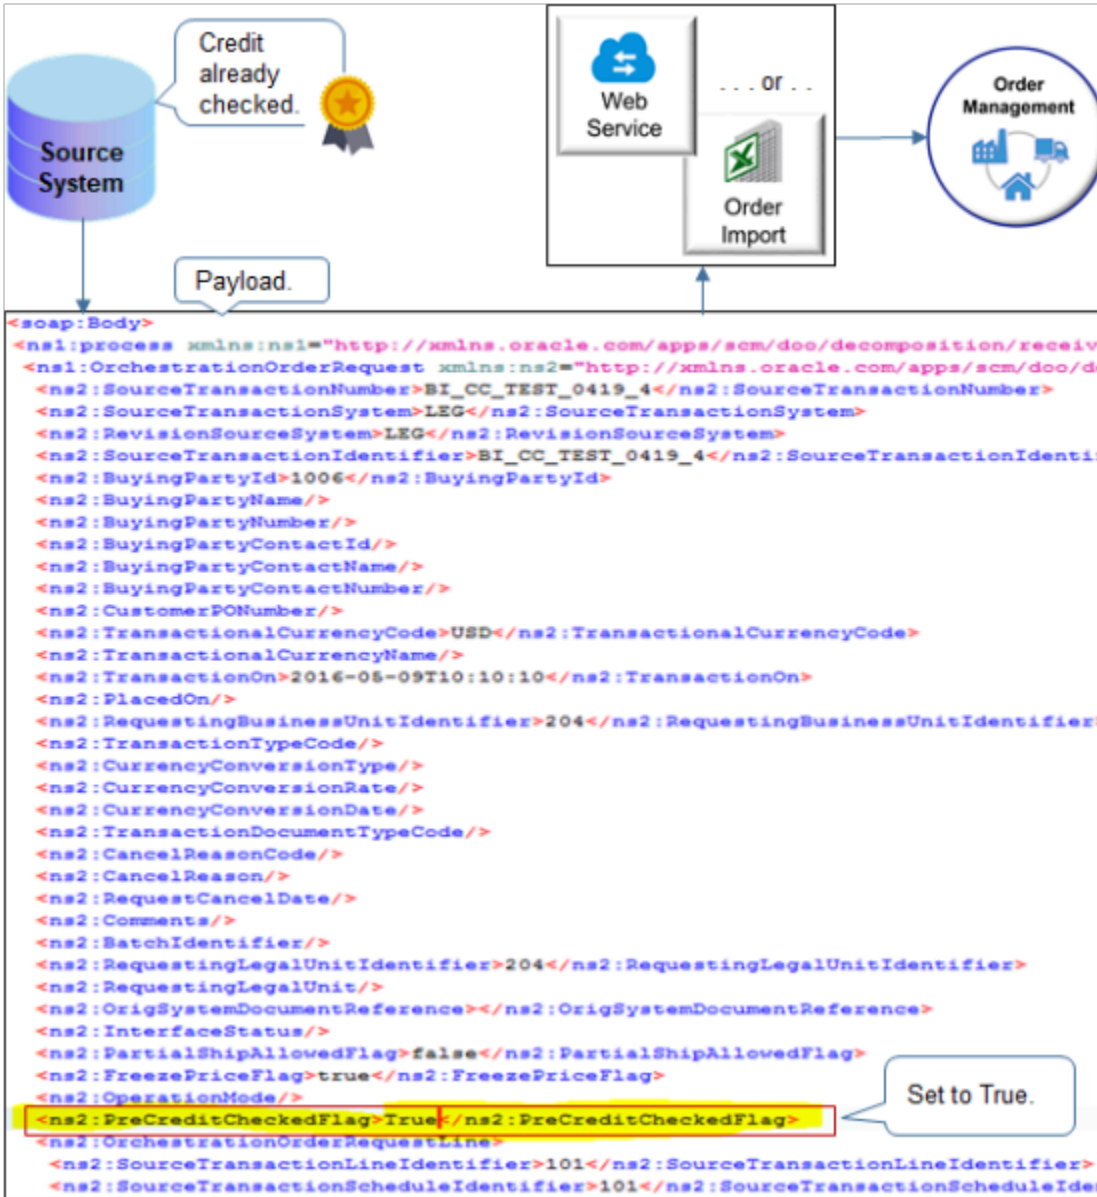 Credit
already
checked.
Source
System
Web
Service
. . . or . .
Order
Import
Order
Management
Payload.
<soap:Body>
<ns1:process xmlns:ns1="http://xmlns.oracle.com/apps/scm/doo/decomposition/receiv
<ns1:OrchestrationOrderRequest xmlns:ns2="http://xmlns.oracle.com/apps/scm/doo/de
<ns2:SourceTransactionNumber>BI_CC_TEST_0419_4</ns2:SourceTransactionNumber>
<ns2:SourceTransactionSystem>LEG</ns2:SourceTransactionSystem>
<ns2:RevisionSourceSystem>LEG</ns2:RevisionSourceSystem>
<ns2:SourceTransactionIdentifier>BI_CC_TEST_0419_4</ns2:SourceTransactionIdentif
<ns2:BuyingPartyId>1006</ns2:BuyingPartyId>
<ns2:BuyingPartyName/>
<ns2:BuyingPartyNumber/>
<ns2:BuyingPartyContactId/>
<ns2:BuyingPartyContactName/>
<ns2:BuyingPartyContactNumber/>
<ns2:CustomerPONumber/>
<ns2:TransactionalCurrencyCode>USD</ns2:TransactionalCurrencyCode>
<ns2:TransactionalCurrencyName/>
<ns2:TransactionOn>2016-05-09T10:10:10</ns2:TransactionOn>
<ns2:PlacedOn/>
<ns2:RequestingBusinessUnitIdentifier>204</ns2:RequestingBusinessUnitIdentifier>
<ns2:TransactionTypeCode/>
<ns2:CurrencyConversionType/>
<ns2:CurrencyConversionRate/>
<ns2:CurrencyConversionDate/>
<ns2:TransactionDocumentTypeCode/>
<ns2:CancelReasonCode/>
<ns2:CancelReason/>
<ns2:RequestCancelDate/>
<ns2:Comments/>
<ns2:BatchIdentifier/>
<ns2:RequestingLegalUnitIdentifier>204</ns2:RequestingLegalUnitIdentifier>
<ns2:RequestingLegalUnit/>
<ns2:OrigSystemDocumentReference></ns2:OrigSystemDocumentReference>
<ns2:InterfaceStatus/>
<ns2:PartialShipAllowedFlag>false</ns2:PartialShipAllowedFlag>
<ns2:FreezePriceFlag>true</ns2:FreezePriceFlag>
<ns2:OperationMode/>
<ns2:PreCreditCheckedFlag>True</ns2:PreCreditCheckedFlag>
Set to True.
<ns2:OrchestrationOrderRequestLine>
<ns2:SourceTransactionLineIdentifier>101</ns2:SourceTransactionLineIdentifier>
<ns2:SourceTransactionScheduleIdentifier>101</ns2:SourceTransactionScheduleIde